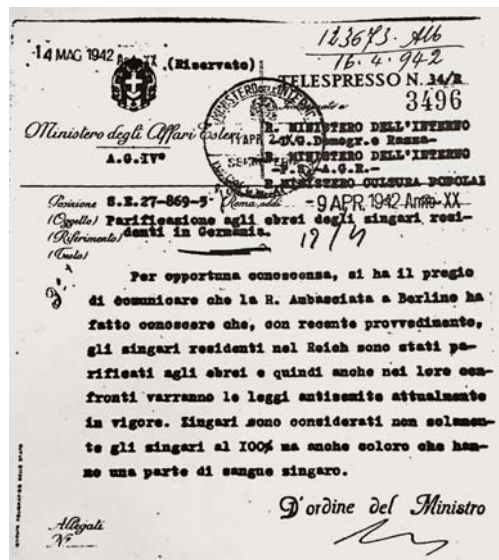 123673. Alb
16. 4. 942
-14 MAG 1942 Anno XX
(Riservato)
TELESPRESSO N. 34/R
3496
Ministero degli Affari Esteri
A.G.IV°
R. MINISTERO DELL'INTERNO
D.G.Demogr.e Razza-
R. MINISTERO DELL'INTERNO
-P.S.A.G.R.-
R.MINISTERO CULTURA POPOLAI
Posizione S.E.27-869-5 Roma, addì -9 APR. 1942 Anno XX
(Oggetto) Parificazione agli ebrei degli zingari resi-
(Riferimento) denti in Germania.
(Testo)
Per opportuna conoscenza, si ha il pregio
di comunicare che la R. Ambasciata a Berlino ha
fatto conoscere che, con recente provvedimento,
gli zingari residenti nel Reich sono stati pa-
rificati agli ebrei e quindi anche nei loro con-
fronti varranno le leggi antisemite attualmente
in vigore. Zingari sono considerati non solamen-
te gli zingari al 100% ma anche coloro che han-
no una parte di sangue zingaro.
D'ordine del Ministro
Allegati
N°